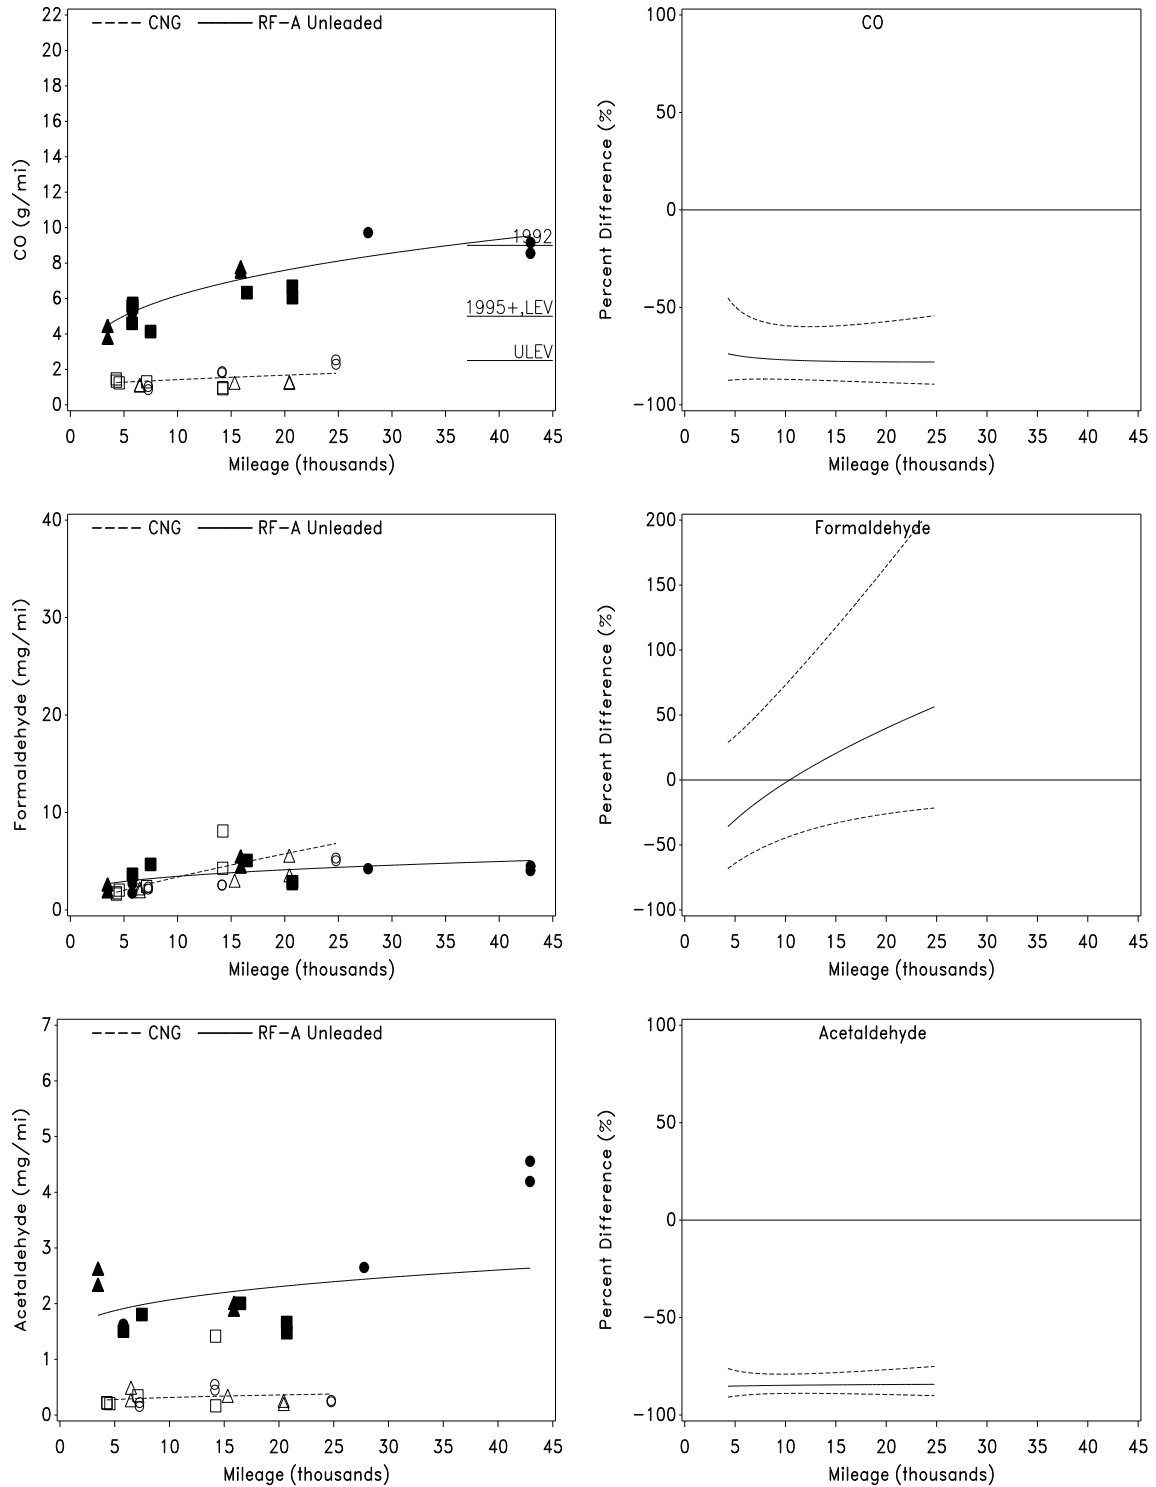 CNG RF-A Unleaded
22
20
18
16
14
12
10
8
6
4
2
0
CO (g/mi)
1992
1995+,LEV
ULEV
0 5 10 15 20 25 30 35 40 45
Mileage (thousands)
CO
100
50
0
-50
-100
Percent Difference (%)
0 5 10 15 20 25 30 35 40 45
Mileage (thousands)
CNG RF-A Unleaded
40
30
20
10
0
Formaldehyde (mg/mi)
0 5 10 15 20 25 30 35 40 45
Mileage (thousands)
Formaldehyde
200
150
100
50
0
-50
-100
Percent Difference (%)
0 5 10 15 20 25 30 35 40 45
Mileage (thousands)
CNG RF-A Unleaded
7
6
5
4
3
2
1
0
Acetaldehyde (mg/mi)
0 5 10 15 20 25 30 35 40 45
Mileage (thousands)
Acetaldehyde
100
50
0
-50
-100
Percent Difference (%)
0 5 10 15 20 25 30 35 40 45
Mileage (thousands)